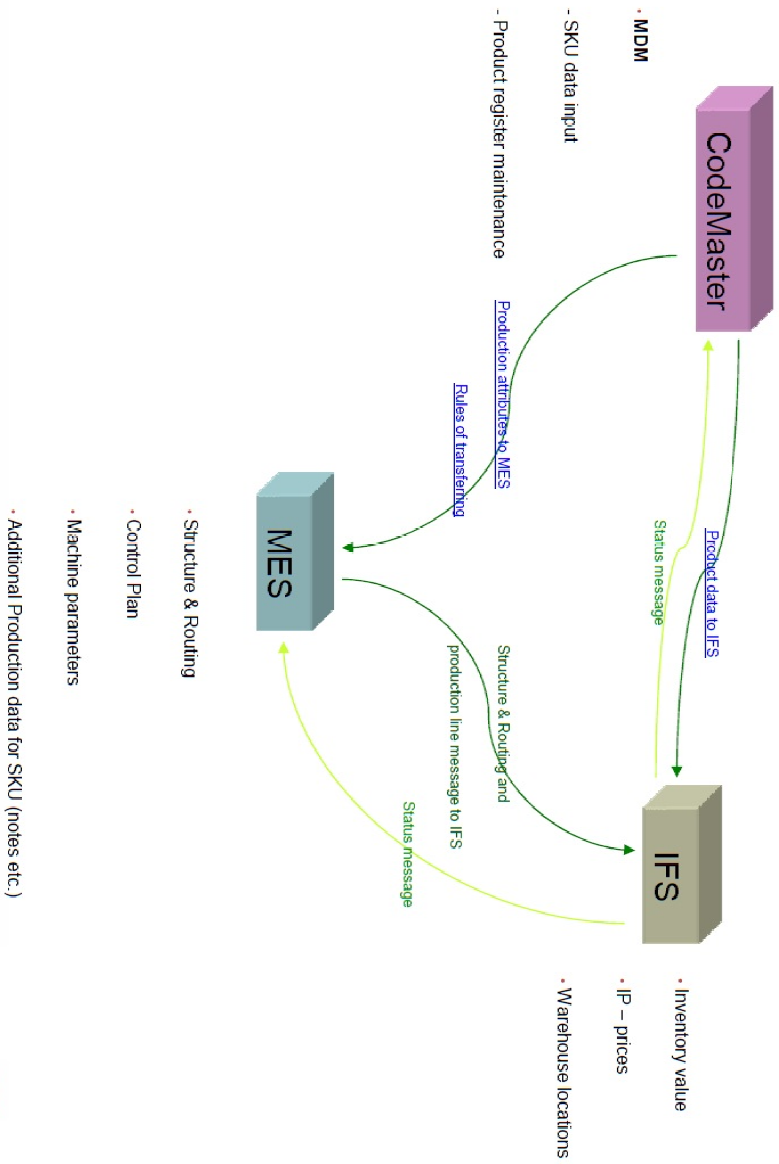 CodeMaster
• MDM
- SKU data input
- Product register maintenance
Product data to IFS
Status message
IFS
• Inventory value
• IP – prices
• Warehouse locations
Production attributes to MES
Rules of transferring
Structure & Routing and
production line message to IFS
Status message
MES
• Structure & Routing
• Control Plan
• Machine parameters
• Additional Production data for SKU (notes etc.)